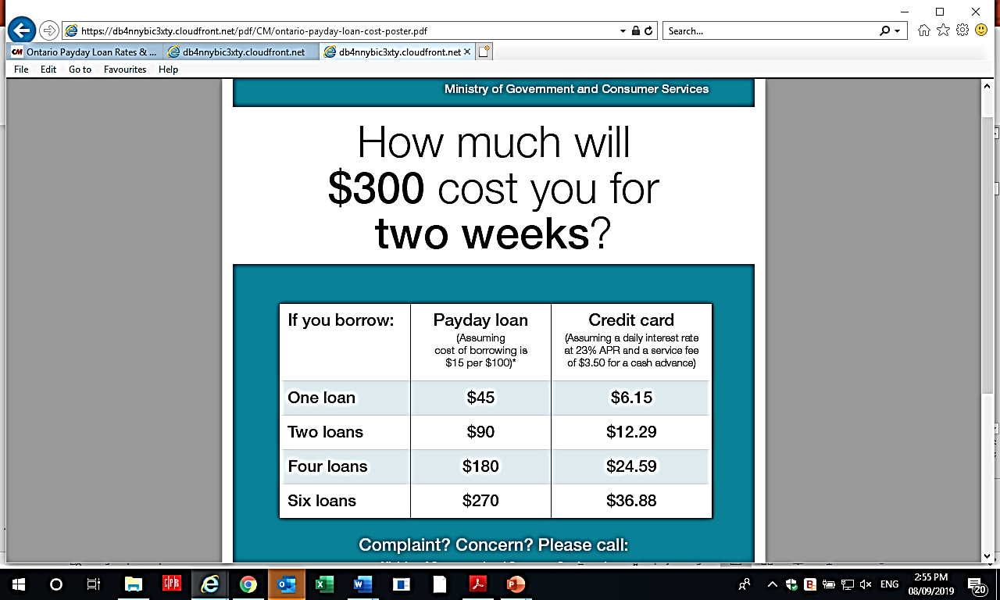 https://db4nnybic3xty.cloudfront.net/pdf/CM/ontario-payday-loan-cost-poster.pdf
Search...
CM Ontario Payday Loan Rates & ...
db4nnybic3xty.cloudfront.net
db4nnybic3xty.cloudfront.net
File Edit Go to Favourites Help
Ministry of Government and Consumer Services
How much will
$300 cost you for
two weeks?
If you borrow:
Payday loan
(Assuming
cost of borrowing is
$15 per $100)*
Credit card
(Assuming a daily interest rate
at 23% APR and a service fee
of $3.50 for a cash advance)
One loan $45 $6.15
Two loans $90 $12.29
Four loans $180 $24.59
Six loans $270 $36.88
Complaint? Concern? Please call:
CPR
ENG
2:55 PM
08/09/2019
20